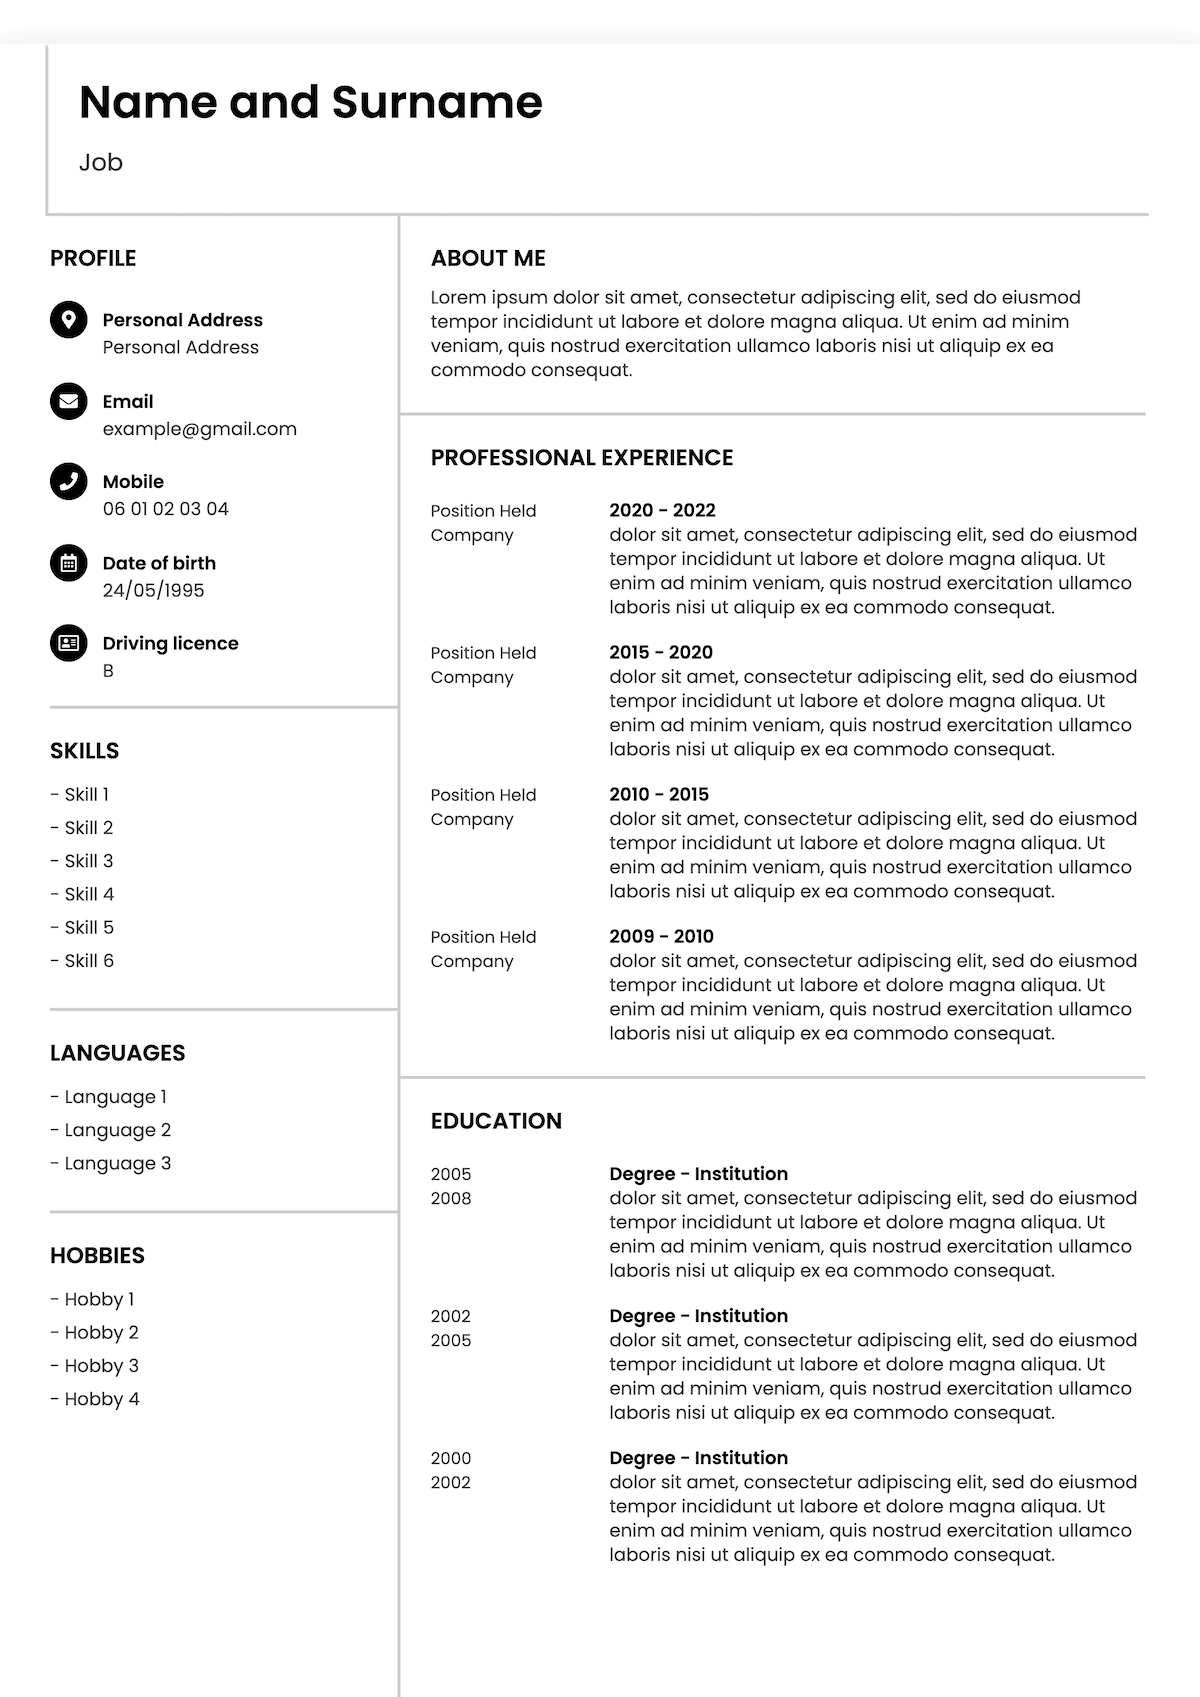 Name and Surname
Job
PROFILE
Personal Address
Personal Address
Email
example@gmail.com
Mobile
06 01 02 03 04
Date of birth
24/05/1995
Driving licence
B
SKILLS
- Skill 1
- Skill 2
- Skill 3
- Skill 4
- Skill 5
- Skill 6
LANGUAGES
- Language 1
- Language 2
- Language 3
HOBBIES
- Hobby 1
- Hobby 2
- Hobby 3
- Hobby 4
ABOUT ME
Lorem ipsum dolor sit amet, consectetur adipiscing elit, sed do eiusmod
tempor incididunt ut labore et dolore magna aliqua. Ut enim ad minim
veniam, quis nostrud exercitation ullamco laboris nisi ut aliquip ex ea
commodo consequat.
PROFESSIONAL EXPERIENCE
Position Held
Company
2020 - 2022
dolor sit amet, consectetur adipiscing elit, sed do eiusmod
tempor incididunt ut labore et dolore magna aliqua. Ut
enim ad minim veniam, quis nostrud exercitation ullamco
laboris nisi ut aliquip ex ea commodo consequat.
Position Held
Company
2015 - 2020
dolor sit amet, consectetur adipiscing elit, sed do eiusmod
tempor incididunt ut labore et dolore magna aliqua. Ut
enim ad minim veniam, quis nostrud exercitation ullamco
laboris nisi ut aliquip ex ea commodo consequat.
Position Held
Company
2010 - 2015
dolor sit amet, consectetur adipiscing elit, sed do eiusmod
tempor incididunt ut labore et dolore magna aliqua. Ut
enim ad minim veniam, quis nostrud exercitation ullamco
laboris nisi ut aliquip ex ea commodo consequat.
Position Held
Company
2009 - 2010
dolor sit amet, consectetur adipiscing elit, sed do eiusmod
tempor incididunt ut labore et dolore magna aliqua. Ut
enim ad minim veniam, quis nostrud exercitation ullamco
laboris nisi ut aliquip ex ea commodo consequat.
EDUCATION
2005
2008
Degree - Institution
dolor sit amet, consectetur adipiscing elit, sed do eiusmod
tempor incididunt ut labore et dolore magna aliqua. Ut
enim ad minim veniam, quis nostrud exercitation ullamco
laboris nisi ut aliquip ex ea commodo consequat.
2002
2005
Degree - Institution
dolor sit amet, consectetur adipiscing elit, sed do eiusmod
tempor incididunt ut labore et dolore magna aliqua. Ut
enim ad minim veniam, quis nostrud exercitation ullamco
laboris nisi ut aliquip ex ea commodo consequat.
2000
2002
Degree - Institution
dolor sit amet, consectetur adipiscing elit, sed do eiusmod
tempor incididunt ut labore et dolore magna aliqua. Ut
enim ad minim veniam, quis nostrud exercitation ullamco
laboris nisi ut aliquip ex ea commodo consequat.